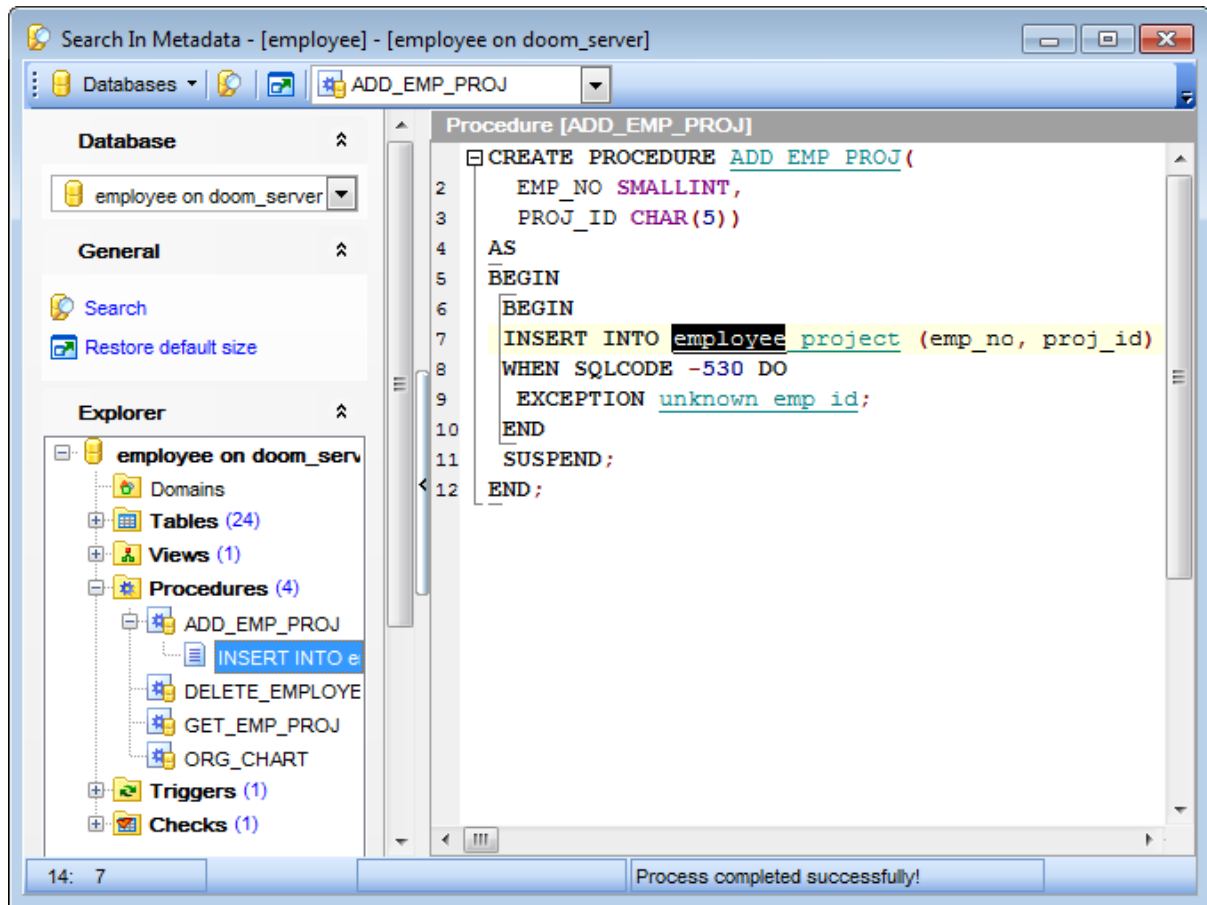 Search In Metadata - [employee] - [employee on doom_server]
Databases ADD_EMP_PROJ
Database
employee on doom_server
General
Search
Restore default size
Explorer
employee on doom_serv
Domains
Tables (24)
Views (1)
Procedures (4)
ADD_EMP_PROJ
INSERT INTO e
DELETE_EMPLOYE
GET_EMP_PROJ
ORG_CHART
Triggers (1)
Checks (1)
Procedure [ADD_EMP_PROJ]
CREATE PROCEDURE ADD_EMP_PROJ(
2 EMP_NO SMALLINT,
3 PROJ_ID CHAR(5))
4 AS
5 BEGIN
6 BEGIN
7 INSERT INTO employee_project (emp_no, proj_id)
8 WHEN SQLCODE -530 DO
9 EXCEPTION unknown_emp_id;
10 END
11 SUSPEND;
12 END;
14: 7 Process completed successfully!